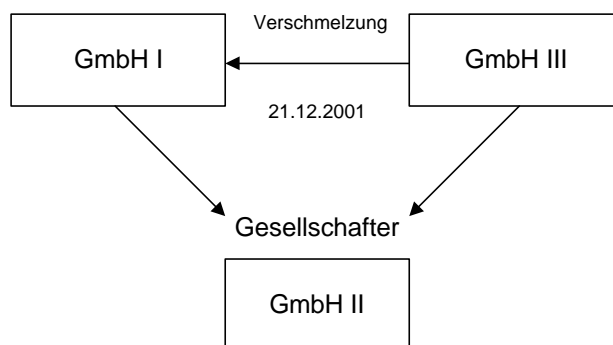 Verschmelzung
GmbH I
GmbH III
21.12.2001
Gesellschafter
GmbH II